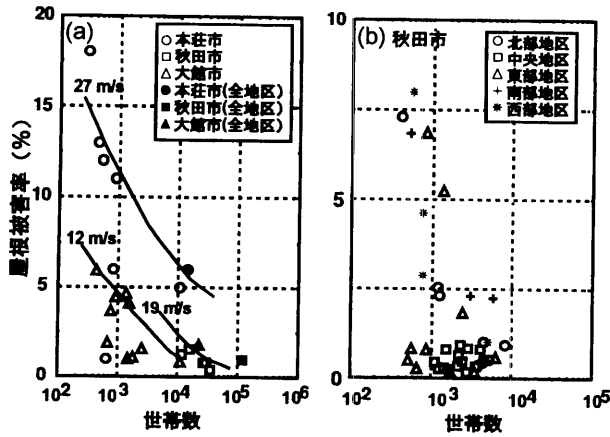 (a)
○ 本荘市
□ 秋田市
△ 大館市
● 本荘市(全地区)
■ 秋田市(全地区)
▲ 大館市(全地区)
27 m/s
12 m/s
19 m/s
屋根被害率 (%)
20
15
10
5
0
10² 10³ 10⁴ 10⁵ 10⁶
世帯数
(b) 秋田市
○ 北部地区
□ 中央地区
△ 東部地区
+ 南部地区
* 西部地区
10
5
0
10² 10³ 10⁴ 10⁵
世帯数